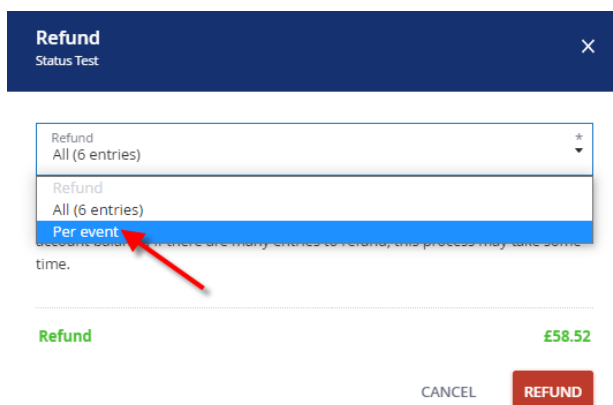 Refund
Status Test
Refund *
All (6 entries)
Refund
All (6 entries)
Per event
account balance. If there are many entries to refund, this process may take some
time.
Refund £58.52
CANCEL REFUND